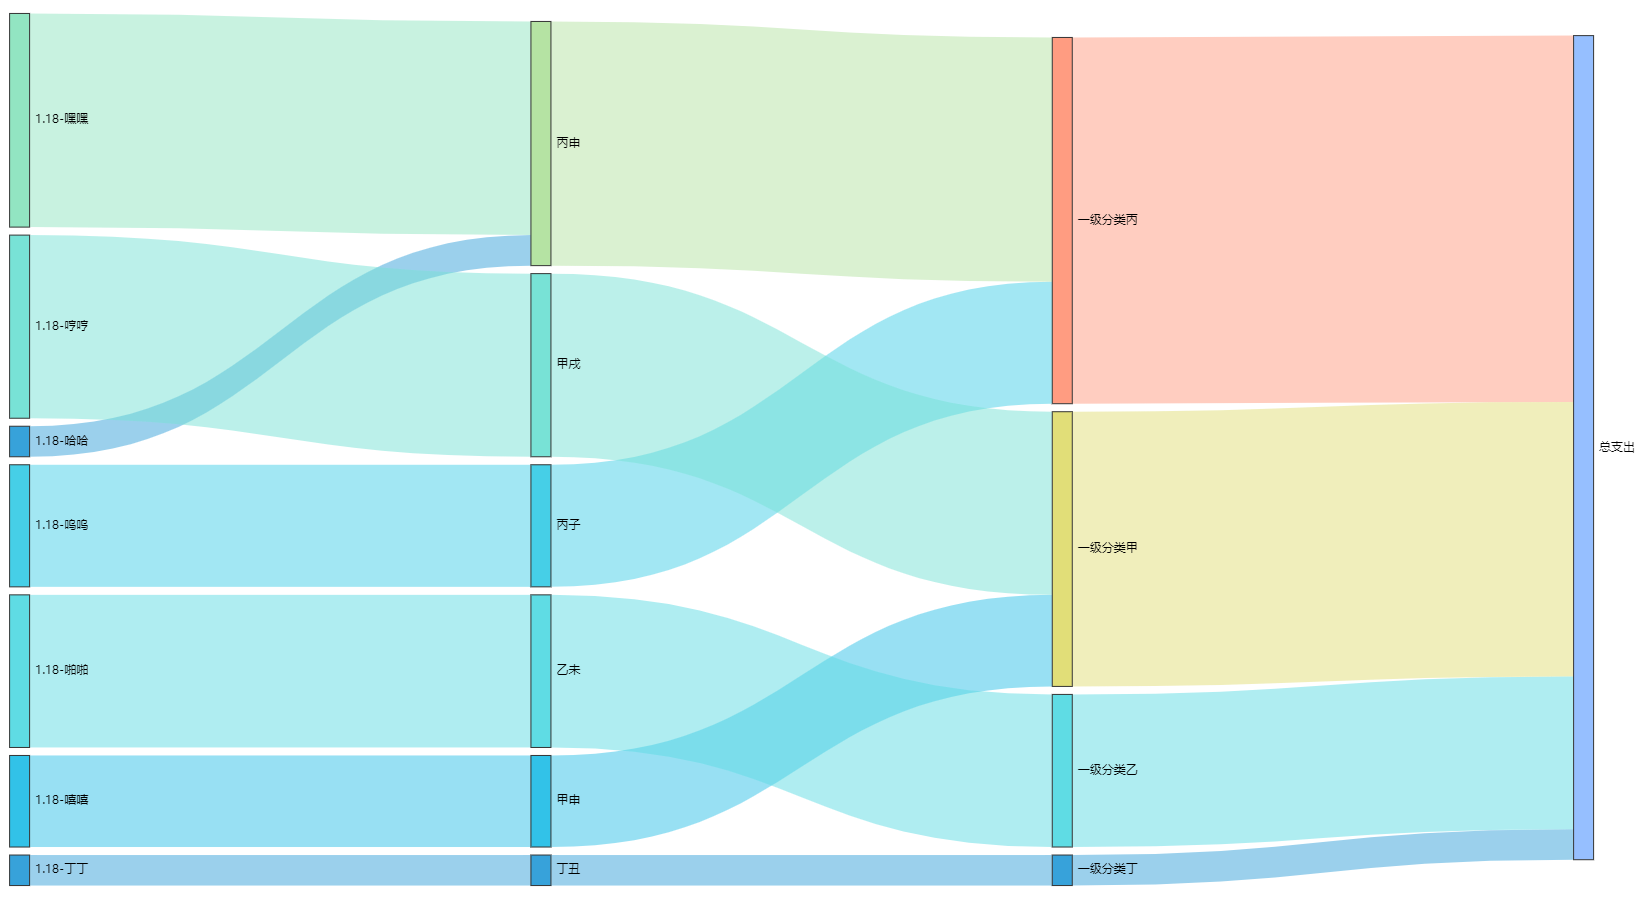 1.18-嘿嘿
1.18-哼哼
1.18-哈哈
1.18-呜呜
1.18-啪啪
1.18-嘻嘻
1.18-丁丁
丙申
甲戌
丙子
乙未
甲申
丁丑
一级分类丙
一级分类甲
一级分类乙
一级分类丁
总支出